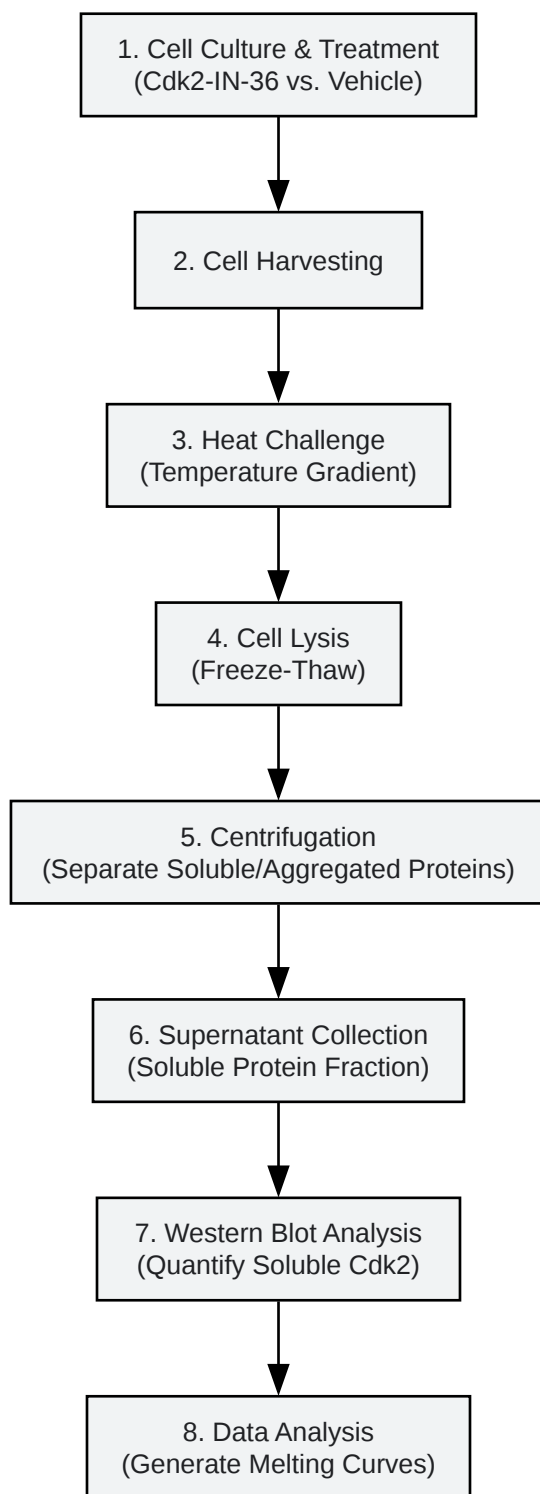 1. Cell Culture & Treatment
(Cdk2-IN-36 vs. Vehicle)
2. Cell Harvesting
3. Heat Challenge
(Temperature Gradient)
4. Cell Lysis
(Freeze-Thaw)
5. Centrifugation
(Separate Soluble/Aggregated Proteins)
6. Supernatant Collection
(Soluble Protein Fraction)
7. Western Blot Analysis
(Quantify Soluble Cdk2)
8. Data Analysis
(Generate Melting Curves)